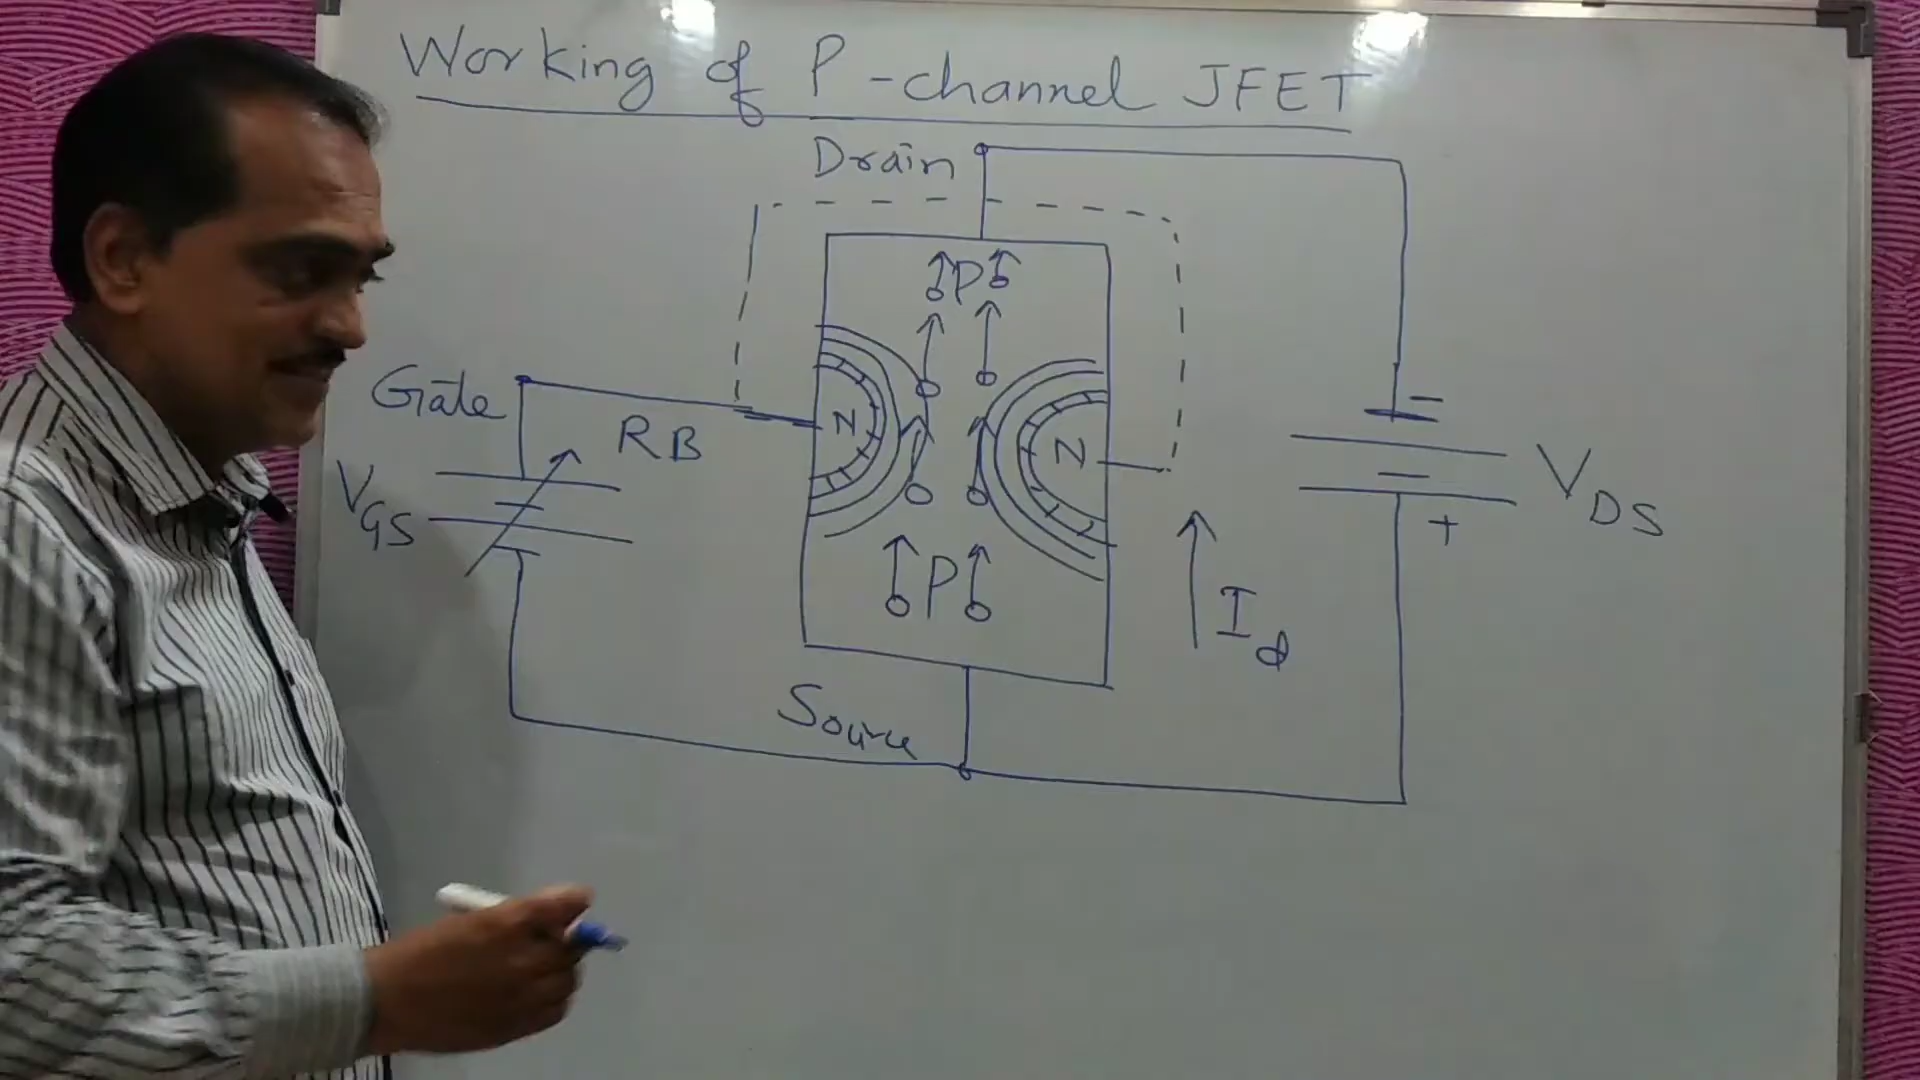 Working of P-channel JFET
Drain
P
Gate
RB
N
N
VGS
VDS
P
Id
Source
-
+